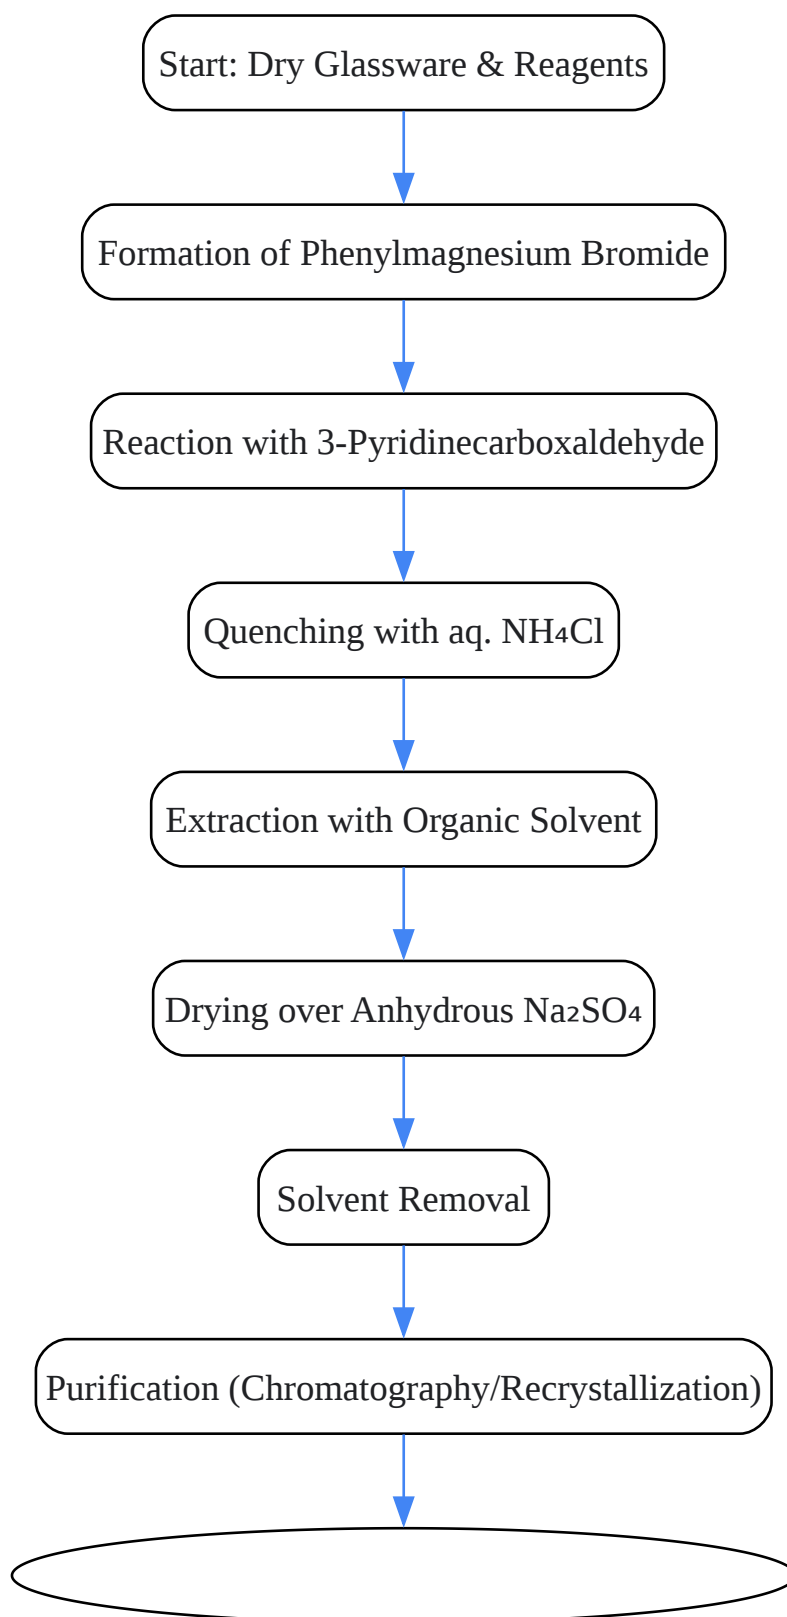 Start: Dry Glassware & Reagents
Formation of Phenylmagnesium Bromide
Reaction with 3-Pyridinecarboxaldehyde
Quenching with aq. NH₄Cl
Extraction with Organic Solvent
Drying over Anhydrous Na₂SO₄
Solvent Removal
Purification (Chromatography/Recrystallization)